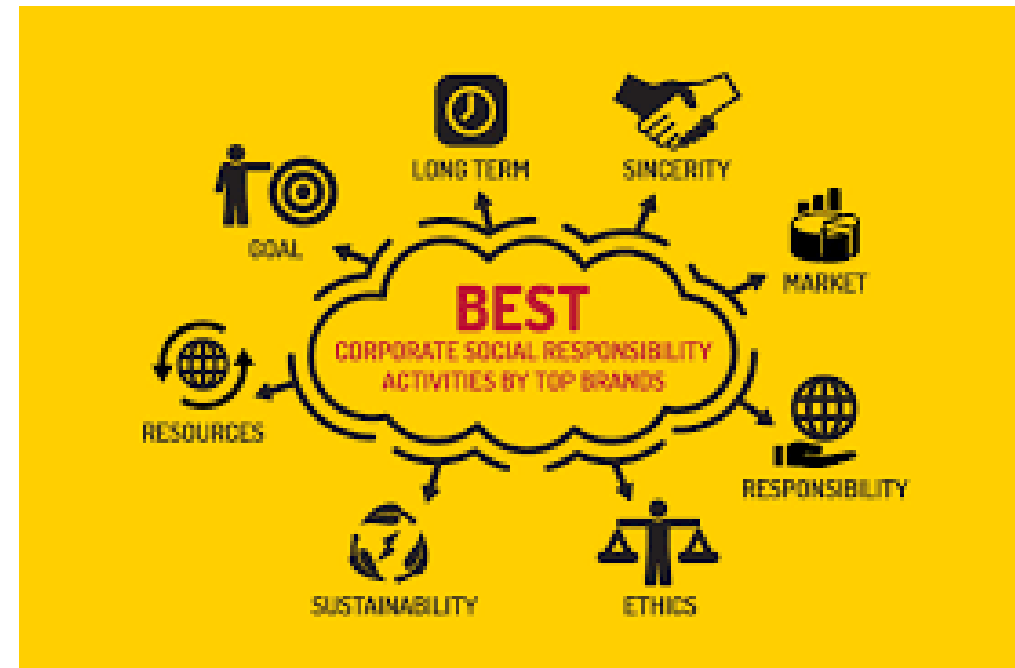 LONG TERM
SINCERITY
GOAL
MARKET
BEST
CORPORATE SOCIAL RESPONSIBILITY
ACTIVITIES BY TOP BRANDS
RESOURCES
RESPONSIBILITY
SUSTAINABILITY
ETHICS